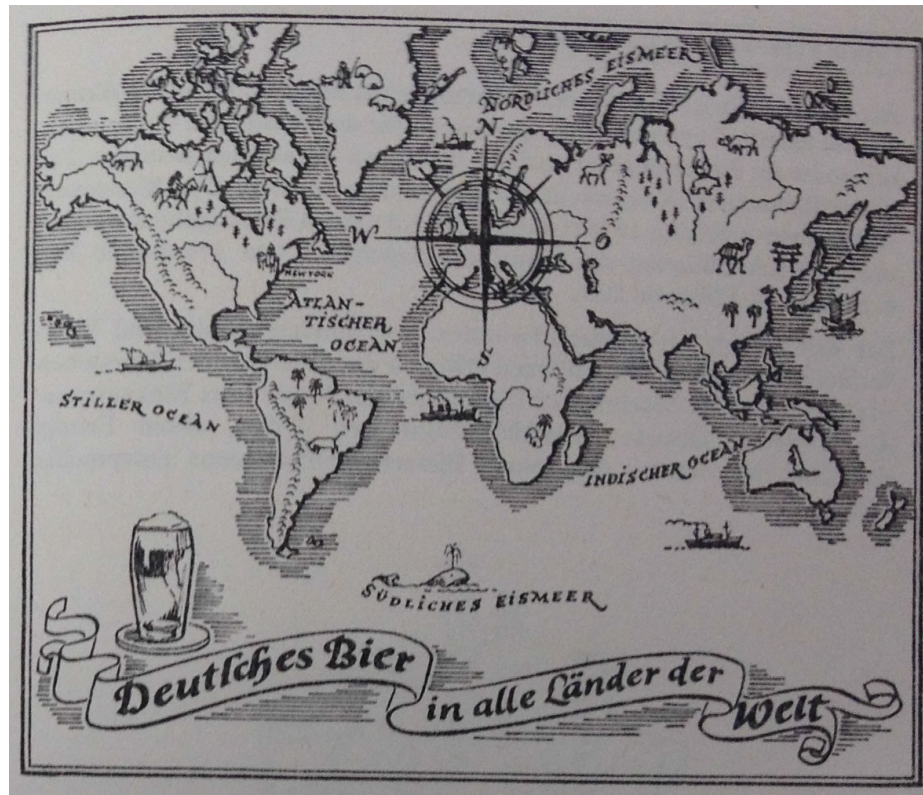 NÖRDLICHES EISMEER
N
W
O
NEW YORK
ATLAN-
TISCHER
OCEAN
S
STILLER OCEAN
INDISCHER OCEAN
SÜDLICHES EISMEER
Deutſches Bier
in alle Länder der
Welt